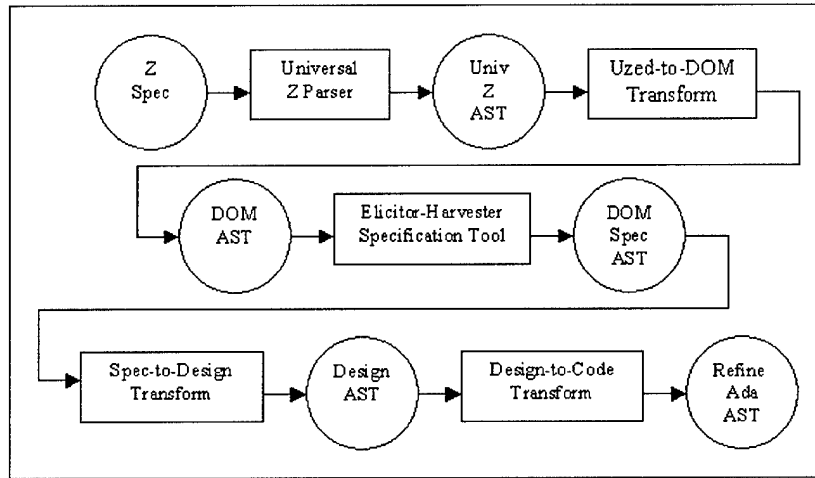 Z
Spec
Universal
Z Parser
Univ
Z
AST
Uzed-to-DOM
Transform
DOM
AST
Elicitor-Harvester
Specification Tool
DOM
Spec
AST
Spec-to-Design
Transform
Design
AST
Design-to-Code
Transform
Refine
Ada
AST